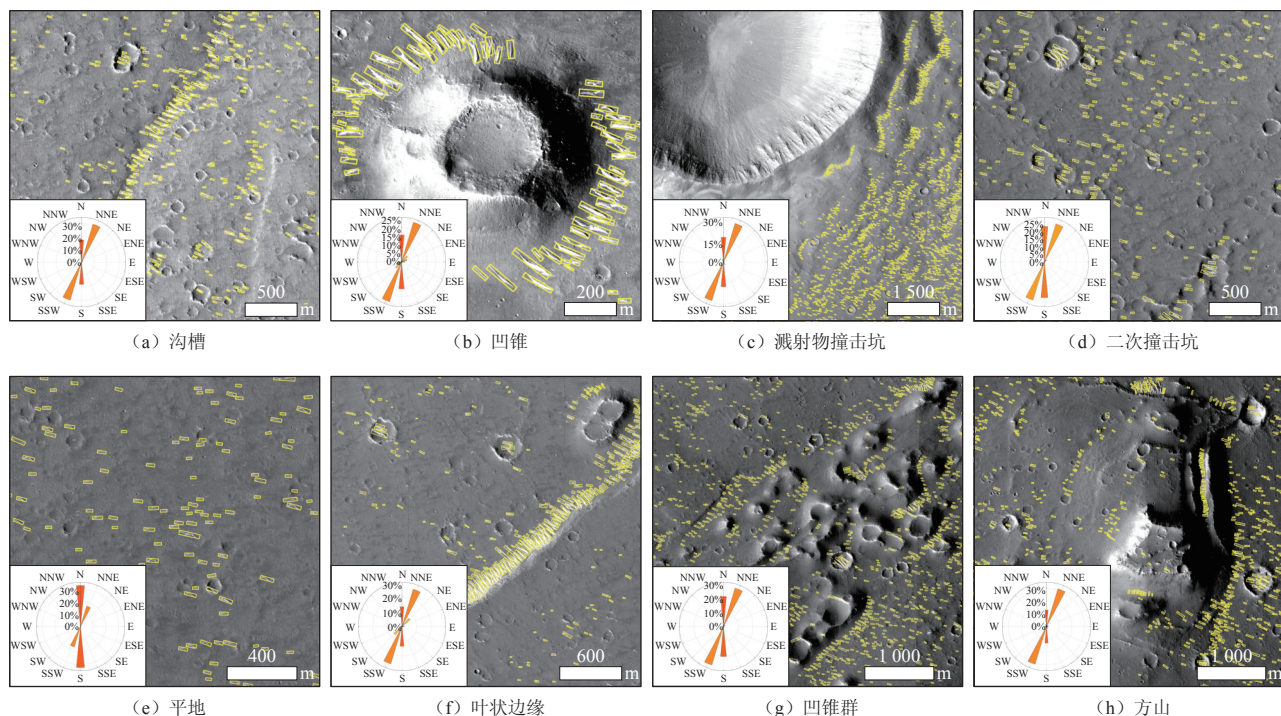 N
NNW NNE
30%
NW NE
20%
WNW ENE
10%
W 0% E
WSW ESE
SW SE
SSW SSE
S
500
m
(a) 沟槽
N
NNW NNE
25%
NW 20% NE
15%
WNW 10% ENE
5%
W 0% E
WSW ESE
SW SE
SSW SSE
S
200
m
(b) 凹锥
N
NNW NNE
30%
NW NE
WNW 15% ENE
W 0% E
WSW ESE
SW SE
SSW SSE
S
1 500
m
(c) 溅射物撞击坑
N
NNW NNE
25%
NW 20% NE
15%
WNW 10% ENE
5%
W 0% E
WSW ESE
SW SE
SSW SSE
S
500
m
(d) 二次撞击坑
N
NNW NNE
30%
NW NE
20%
WNW ENE
10%
W 0% E
WSW ESE
SW SE
SSW SSE
S
400
m
(e) 平地
N
NNW NNE
30%
NW NE
20%
WNW ENE
10%
W 0% E
WSW ESE
SW SE
SSW SSE
S
600
m
(f) 叶状边缘
N
NNW NNE
30%
NW NE
20%
WNW ENE
10%
W 0% E
WSW ESE
SW SE
SSW SSE
S
1 000
m
(g) 凹锥群
N
NNW NNE
30%
NW NE
20%
WNW ENE
10%
W 0% E
WSW ESE
SW SE
SSW SSE
S
1 000
m
(h) 方山